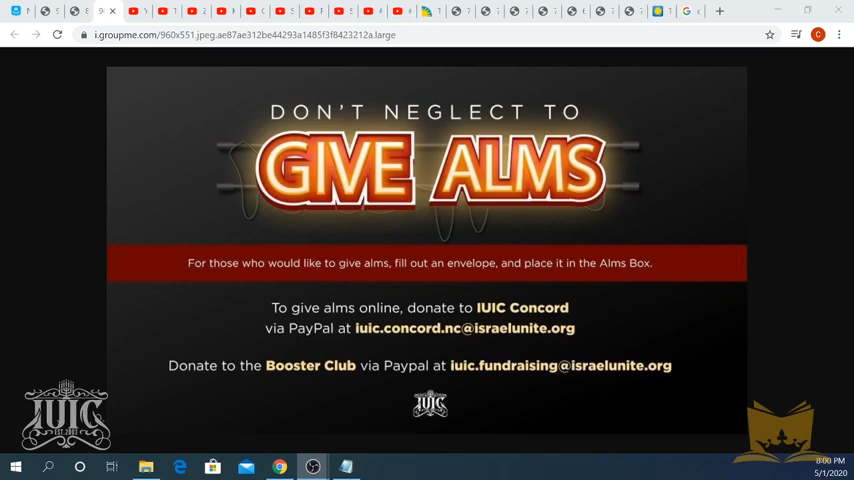 i.groupme.com/960x551.jpeg.ae87ae312be44293a1485f3f8423212a.large
DON'T NEGLECT TO
GIVE ALMS
For those who would like to give alms, fill out an envelope, and place it in the Alms Box.
To give alms online, donate to IUIC Concord
via PayPal at iuic.concord.nc@israelunite.org
Donate to the Booster Club via Paypal at iuic.fundraising@israelunite.org
IUIC
IUIC
EST.2003
8:00 PM
5/1/2020